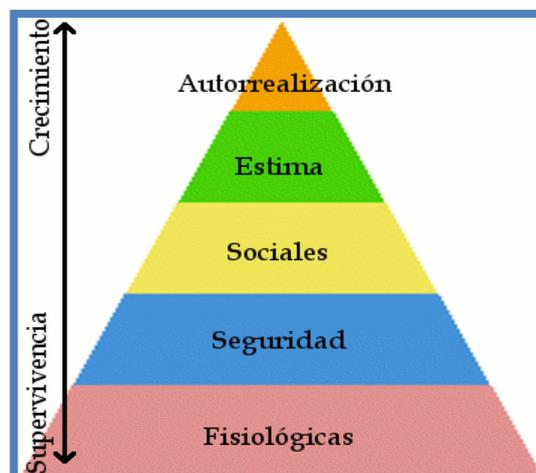 Crecimiento
Autorrealización
Estima
Sociales
Seguridad
Supervivencia
Fisiológicas